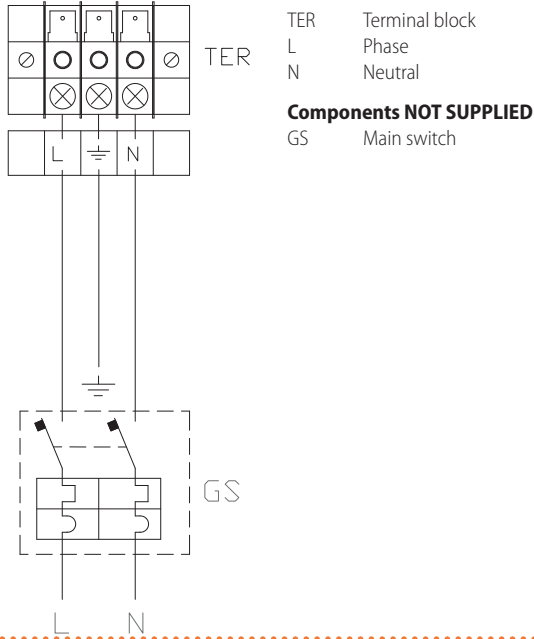 TER
TER Terminal block
L Phase
N Neutral
Components NOT SUPPLIED
GS Main switch
L N
GS
L N